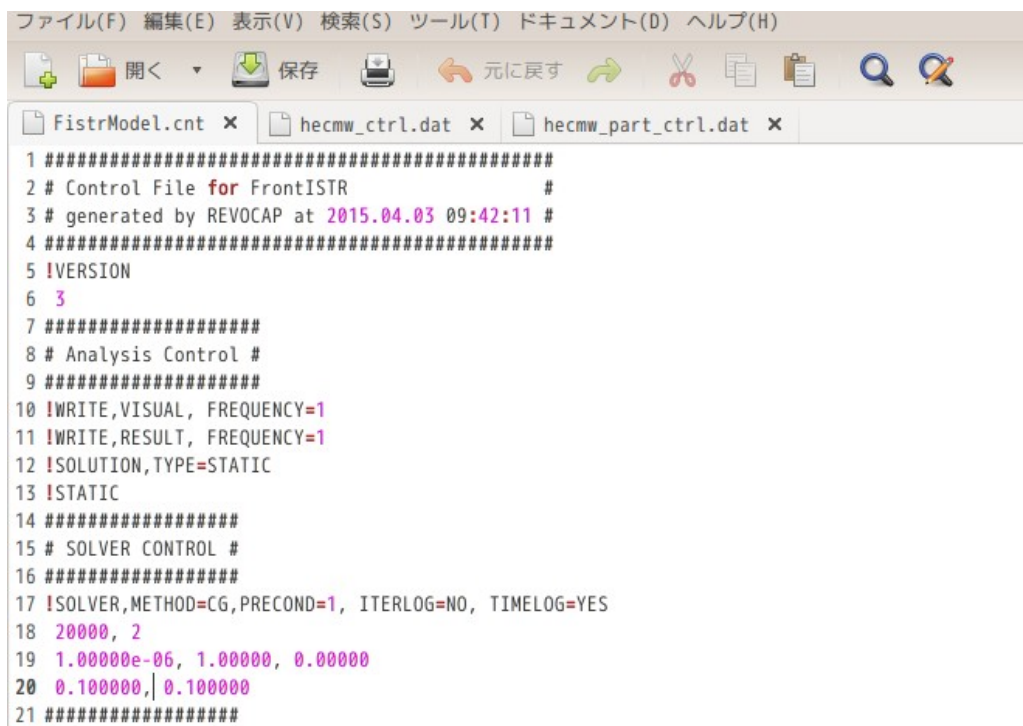 ファイル(F) 編集(E) 表示(V) 検索(S) ツール(T) ドキュメント(D) ヘルプ(H)
開く 保存 元に戻す
FistrModel.cnt × hecmw_ctrl.dat × hecmw_part_ctrl.dat ×
1 ###############################################
2 # Control File for FrontISTR #
3 # generated by REVOCAP at 2015.04.03 09:42:11 #
4 ###############################################
5 !VERSION
6 3
7 ####################
8 # Analysis Control #
9 ####################
10 !WRITE,VISUAL, FREQUENCY=1
11 !WRITE,RESULT, FREQUENCY=1
12 !SOLUTION,TYPE=STATIC
13 !STATIC
14 ##################
15 # SOLVER CONTROL #
16 ##################
17 !SOLVER,METHOD=CG,PRECOND=1, ITERLOG=NO, TIMELOG=YES
18 20000, 2
19 1.00000e-06, 1.00000, 0.00000
20 0.100000, 0.100000
21 ##################